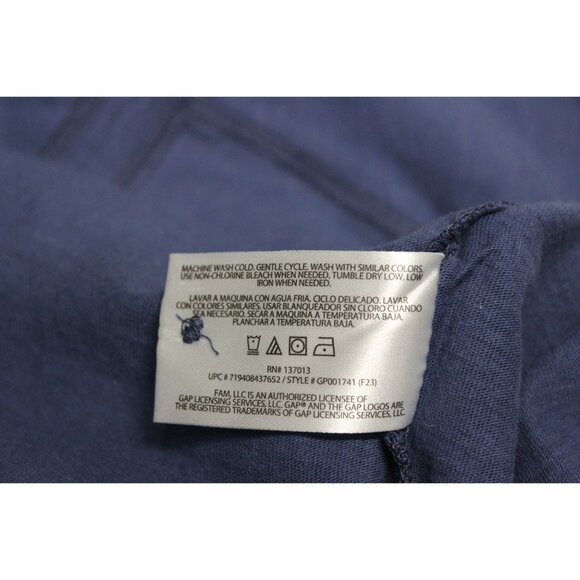 MACHINE WASH COLD. GENTLE CYCLE. WASH WITH SIMILAR COLORS.
USE NON-CHLORINE BLEACH WHEN NEEDED. TUMBLE DRY LOW. LOW
IRON WHEN NEEDED.
LAVAR A MAQUINA CON AGUA FRIA. CICLO DELICADO. LAVAR
CON COLORES SIMILARES. USAR BLANQUEADOR SIN CLORO CUANDO
SEA NECESARIO. SECAR A MAQUINA A TEMPERATURA BAJA.
PLANCHAR A TEMPERATURA BAJA.
RN# 137013
UPC # 719408437652 / STYLE # GP001741 (F23)
FAM, LLC IS AN AUTHORIZED LICENSEE OF
GAP LICENSING SERVICES, LLC. GAP® AND THE GAP LOGOS ARE
THE REGISTERED TRADEMARKS OF GAP LICENSING SERVICES, LLC.